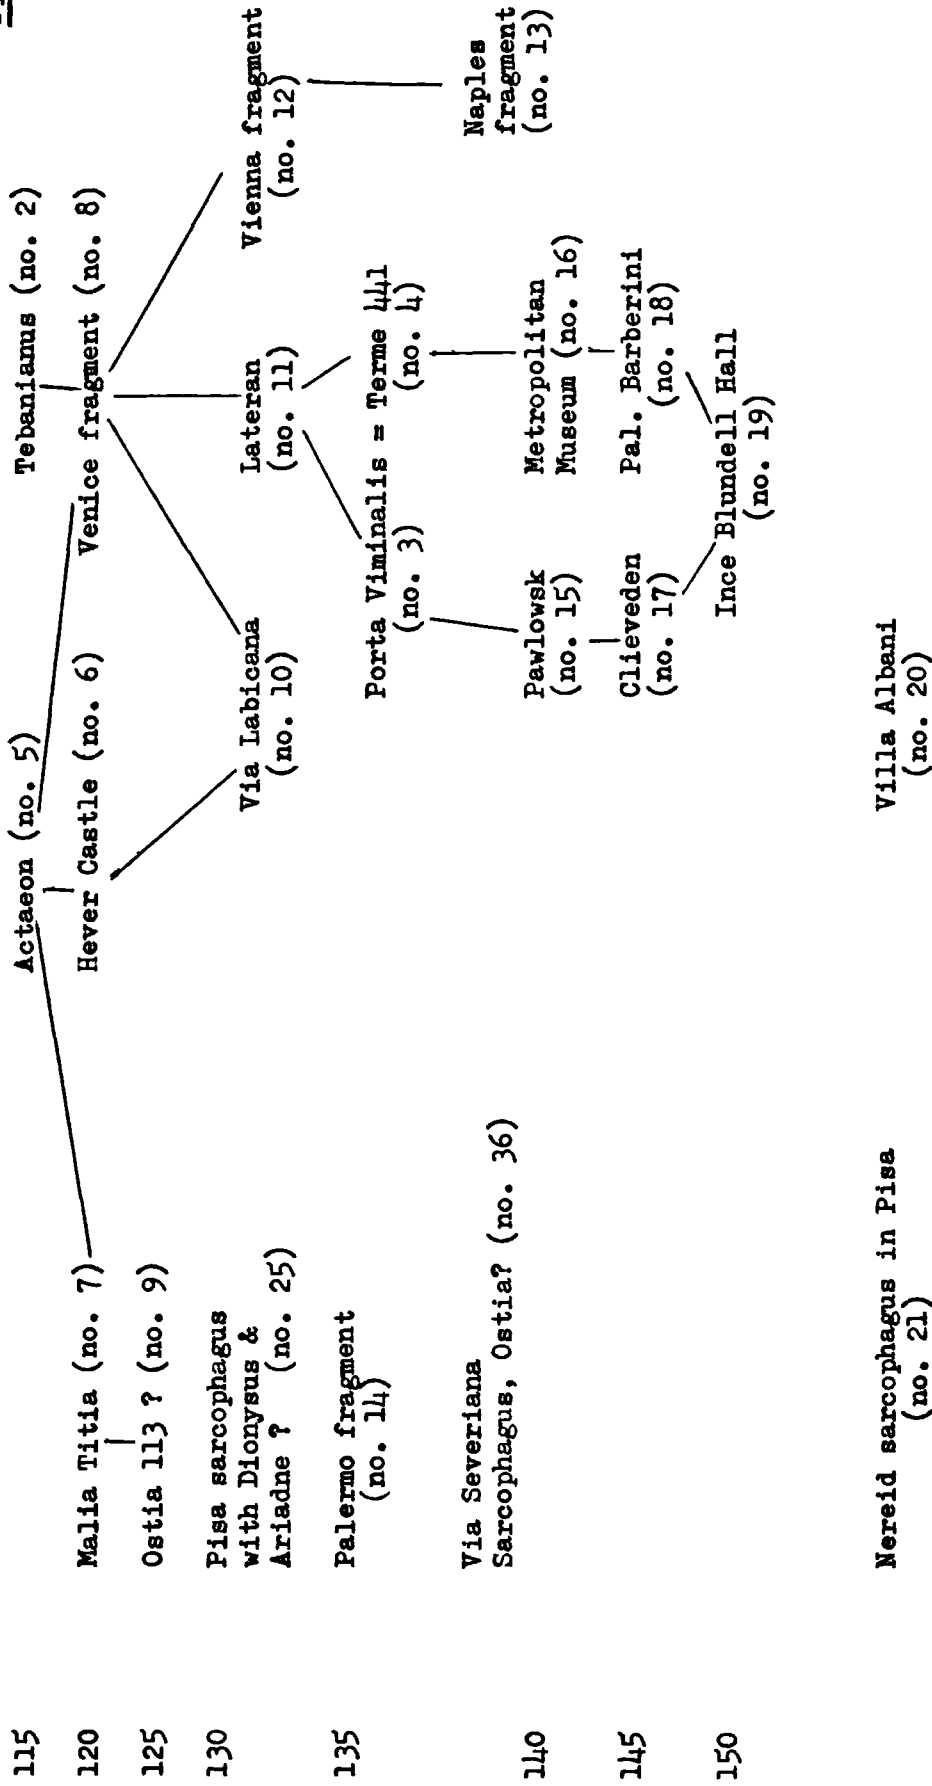 115
Actaeon (no. 5)
Tebanianus (no. 2)
120
Malia Titia (no. 7)
Hever Castle (no. 6)
Venice fragment (no. 8)
125
Ostia 113 ? (no. 9)
130
Pisa sarcophagus
with Dionysus &
Ariadne ? (no. 25)
Via Labicana
(no. 10)
Lateran
(no. 11)
Vienna fragment
(no. 12)
135
Palermo fragment
(no. 14)
Porta Viminalis = Terme 441
(no. 3)
(no. 4)
Via Severiana
Sarcophagus, Ostia? (no. 36)
Naples
fragment
(no. 13)
140
Pawlowsk
(no. 15)
Metropolitan
Museum (no. 16)
145
Clieveden
(no. 17)
Pal. Barberini
(no. 18)
150
Ince Blundell Hall
(no. 19)
Nereid sarcophagus in Pisa
(no. 21)
Villa Albani
(no. 20)